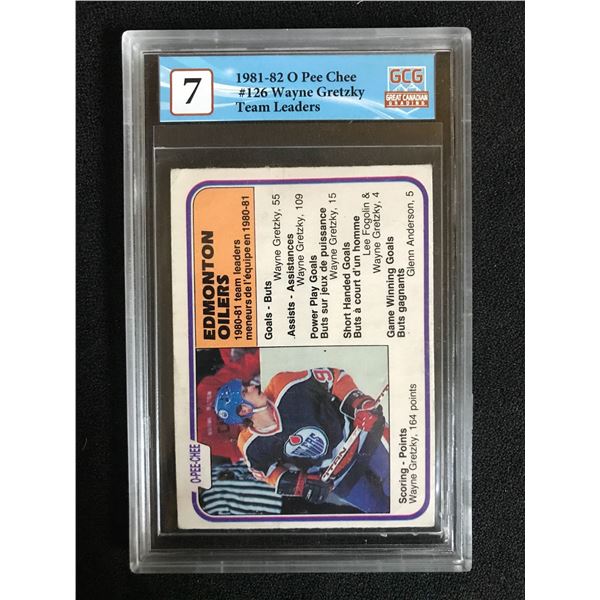 7
1981-82 O Pee Chee
#126 Wayne Gretzky
Team Leaders
GCG
GREAT CANADIAN
GRADING
EDMONTON
OILERS
1980-81 team leaders
meneurs de l'équipe en 1980-81
Goals - Buts
Wayne Gretzky, 55
Assists - Assistances
Wayne Gretzky, 109
Power Play Goals
Buts sur jeux de puissance
Wayne Gretzky, 15
Short Handed Goals
Buts à court d'un homme
Lee Fogolin &
Wayne Gretzky, 4
Game Winning Goals
Buts gagnants
Glenn Anderson, 5
O-PEE-CHEE
OILERS
TITAN
Scoring - Points
Wayne Gretzky, 164 points